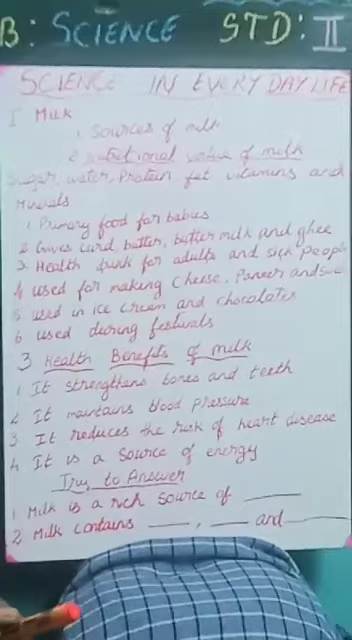 B: SCIENCE STD: II
SCIENCE IN EVERY DAY LIFE
I Milk
1. Sources of milk
2 nutritional value of milk
Sugar, water, Protein fat vitamins and
Minerals
1 Primary food for babies
2 Gives curd butter, butter milk and ghee
3 Health drink for adults and sick people
4 used for making cheese, Paneer and
5 used in ice cream and chocolates
6 used during festivals
3 Health Benefits of milk
1 It strengthens bones and teeth
2 It maintains blood pressure
3 It reduces the risk of heart disease
4 It is a source of energy
Try to Answer
1 Milk is a rich source of ____
2 Milk contains ____, ____ and ____